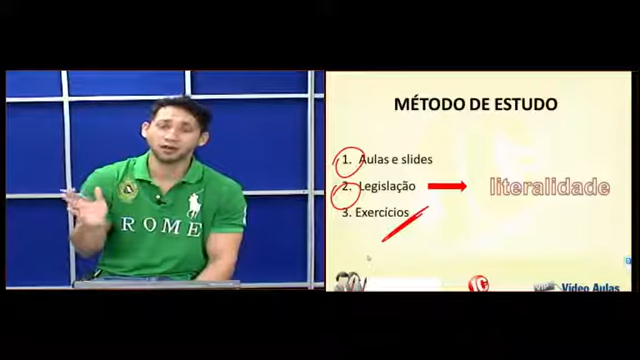 ROME
MÉTODO DE ESTUDO
1. Aulas e slides
2. Legislação
literalidade
3. Exercícios
Vídeo Aulas